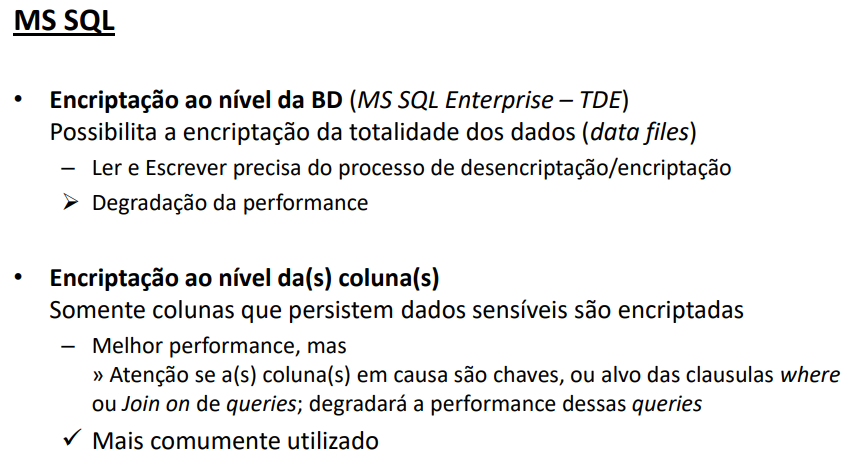 MS SQL
• Encriptação ao nível da BD (MS SQL Enterprise – TDE)
Possibilita a encriptação da totalidade dos dados (data files)
– Ler e Escrever precisa do processo de desencriptação/encriptação
➢ Degradação da performance
• Encriptação ao nível da(s) coluna(s)
Somente colunas que persistem dados sensíveis são encriptadas
– Melhor performance, mas
» Atenção se a(s) coluna(s) em causa são chaves, ou alvo das clausulas where
ou Join on de queries; degradará a performance dessas queries
✓ Mais comumente utilizado